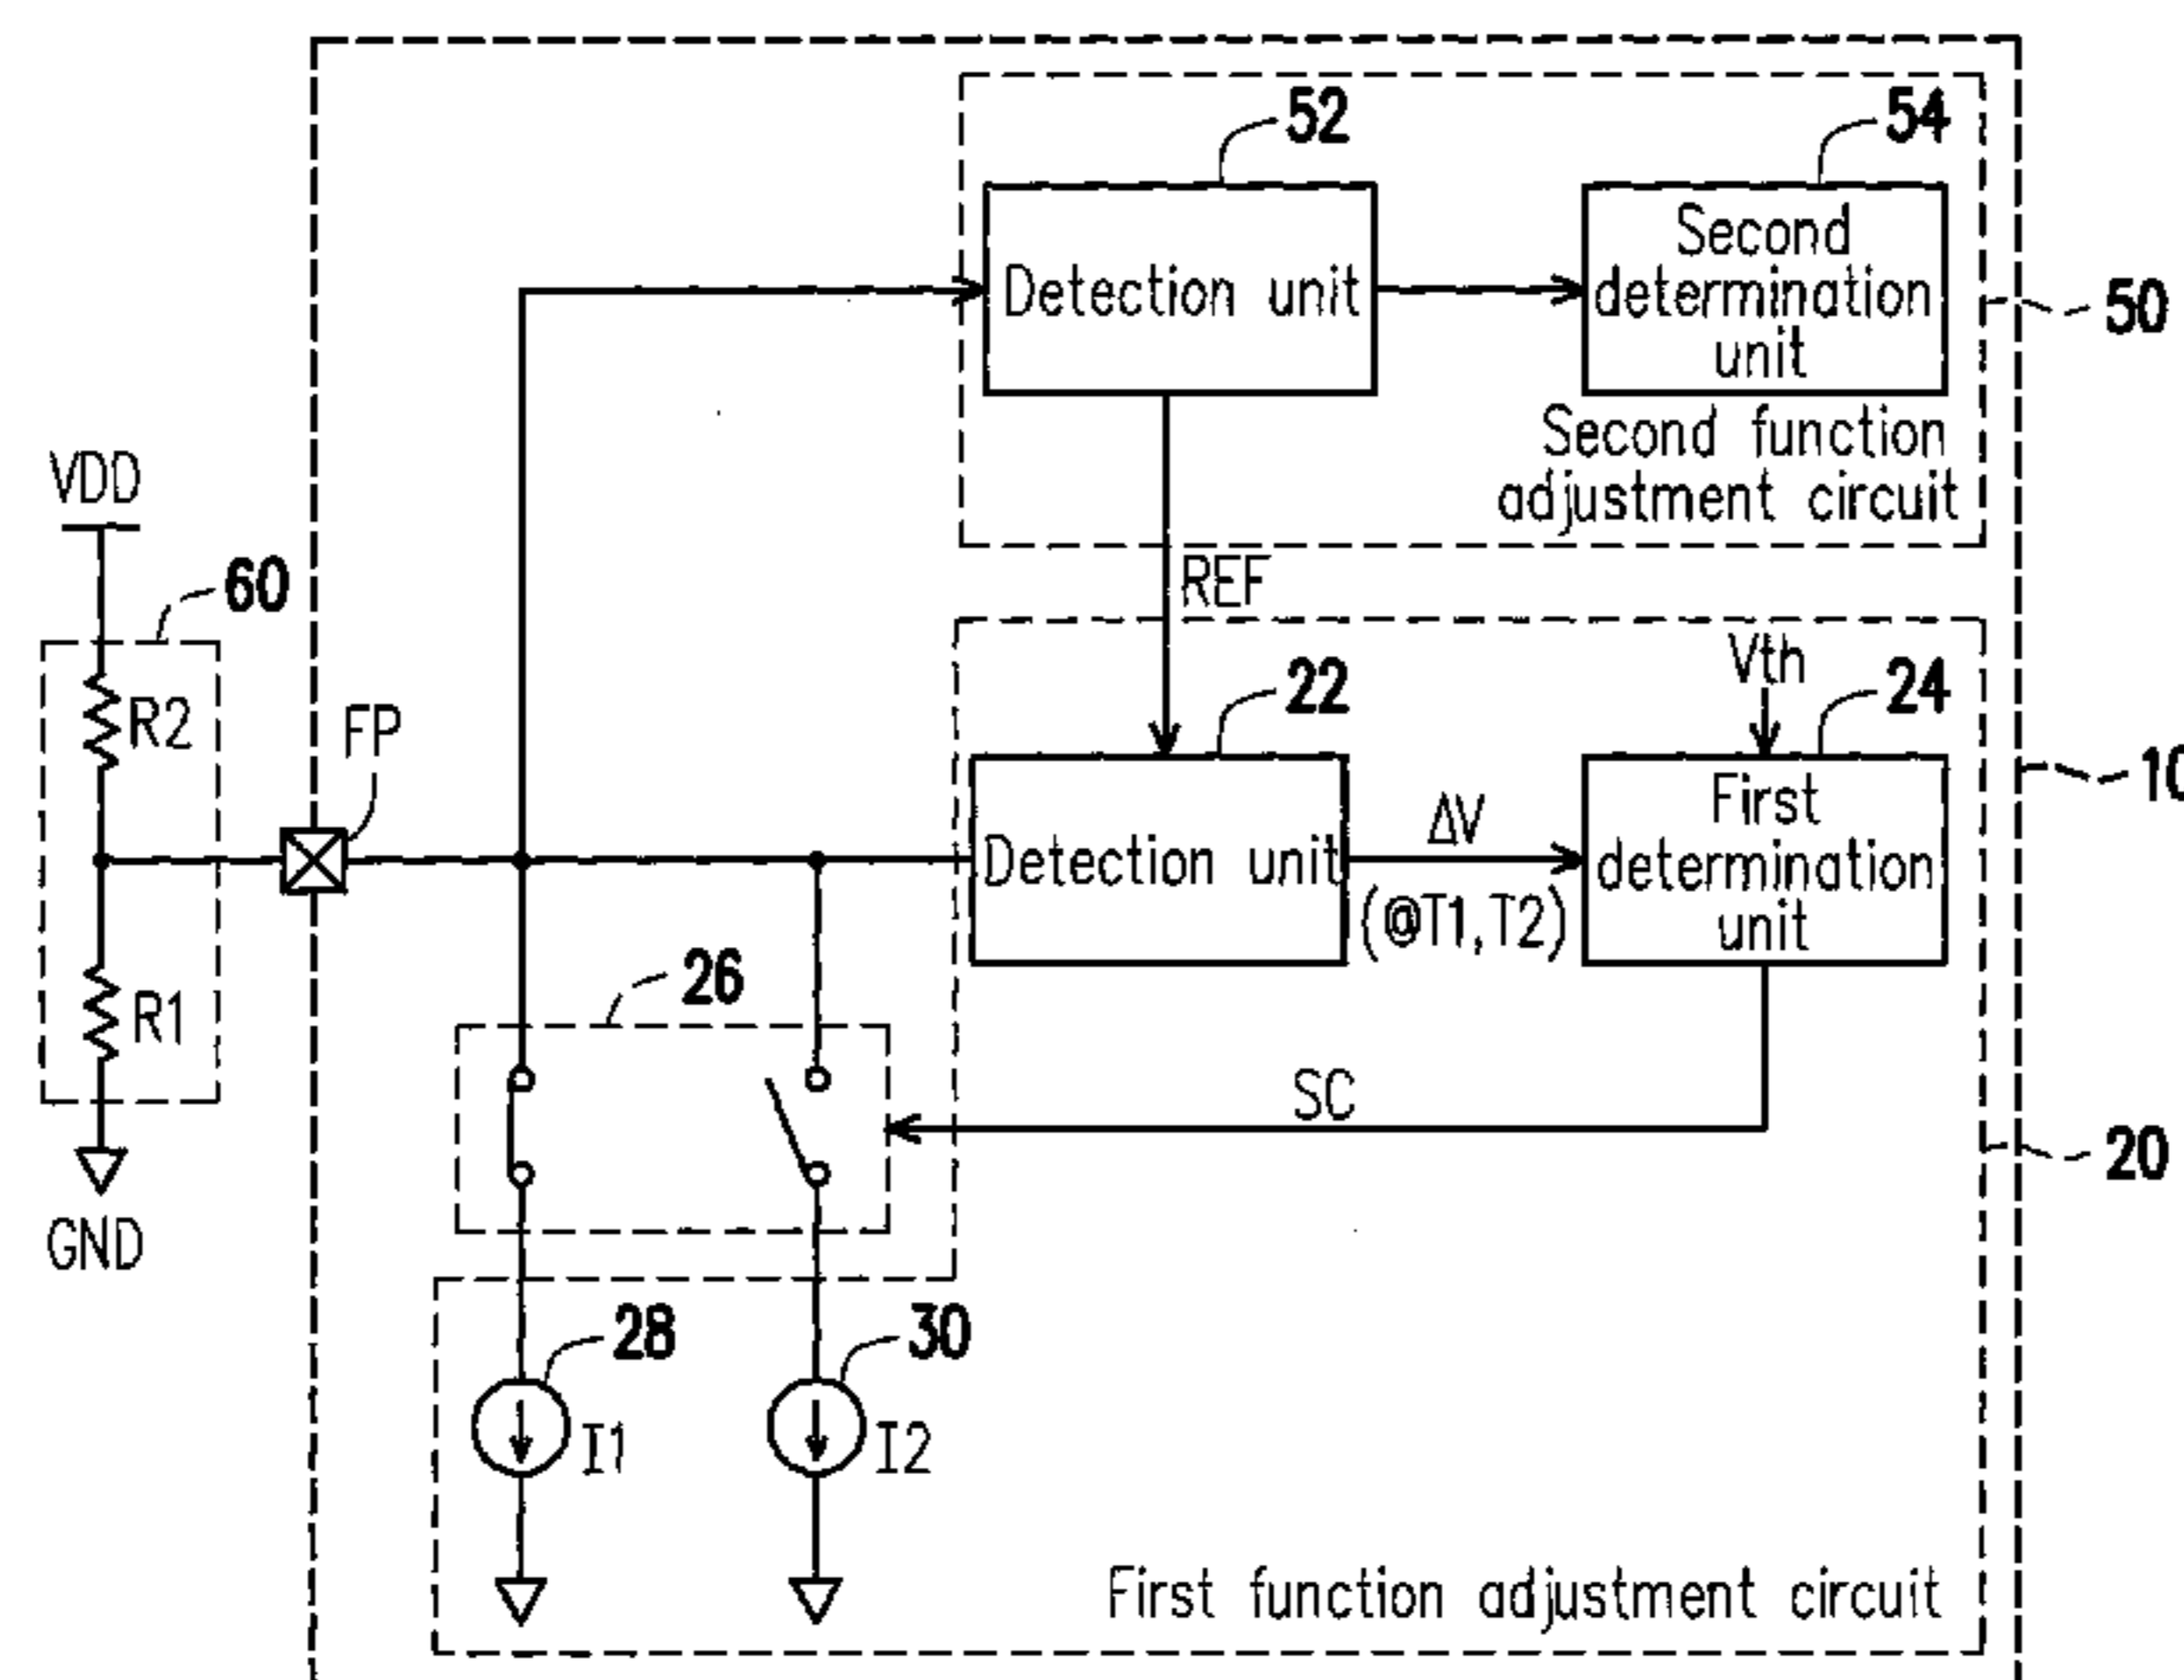 52
54
Detection unit
Second
determination
unit
50
Second function
adjustment circuit
VDD
60
REF
R2
FP
Vth
22
24
10
Detection unit
ΔV
(@T1,T2)
First
determination
unit
R1
26
SC
20
GND
28
30
I1
I2
First function adjustment circuit